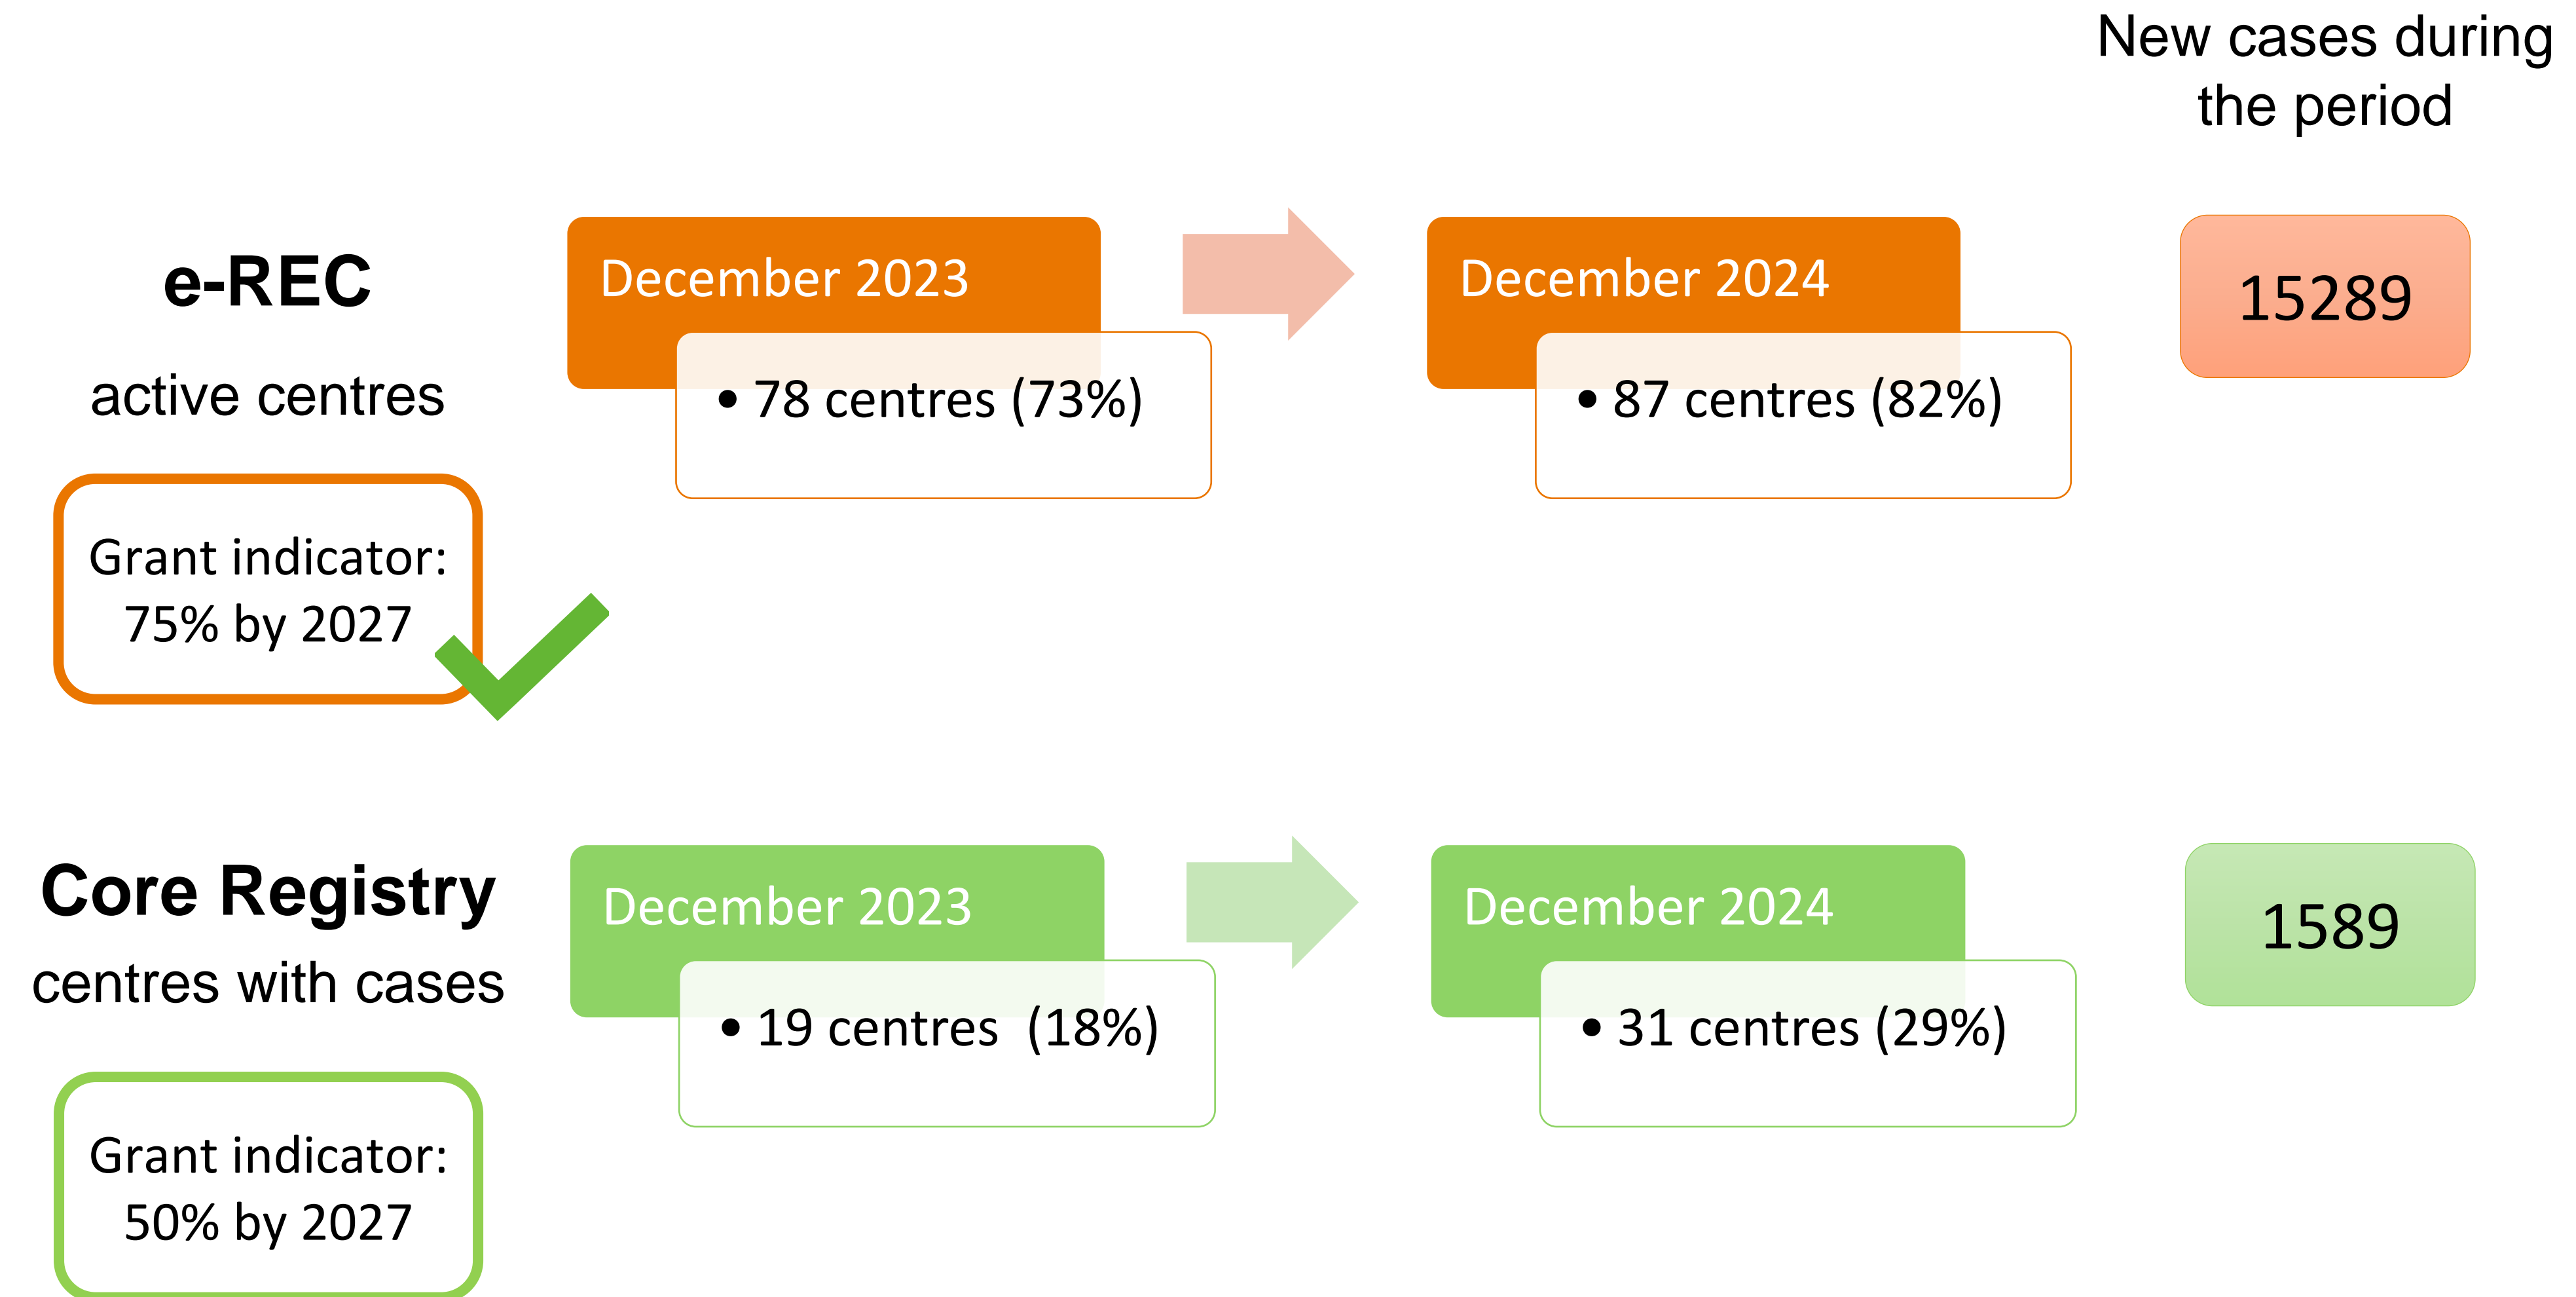 New cases during
the period
e-REC
active centres
Grant indicator:
75% by 2027
December 2023
• 78 centres (73%)
December 2024
• 87 centres (82%)
15289
Core Registry
centres with cases
Grant indicator:
50% by 2027
December 2023
• 19 centres  (18%)
December 2024
• 31 centres (29%)
1589